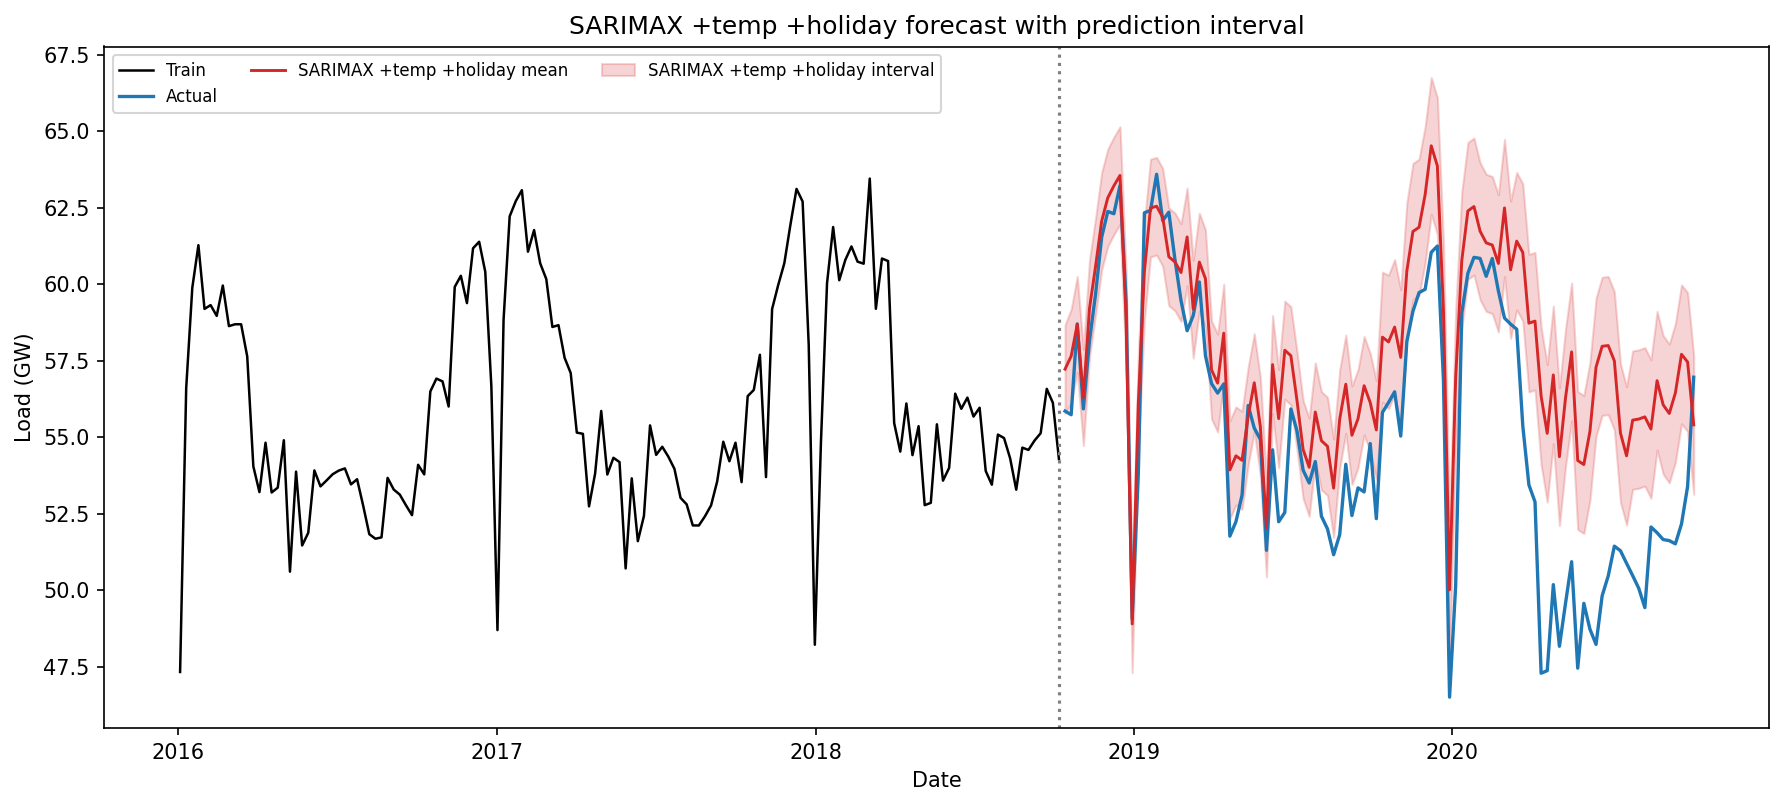 SARIMAX +temp +holiday forecast with prediction interval
Train
SARIMAX +temp +holiday mean
SARIMAX +temp +holiday interval
Actual
Load (GW)
67.5
65.0
62.5
60.0
57.5
55.0
52.5
50.0
47.5
2016
2017
2018
2019
2020
Date